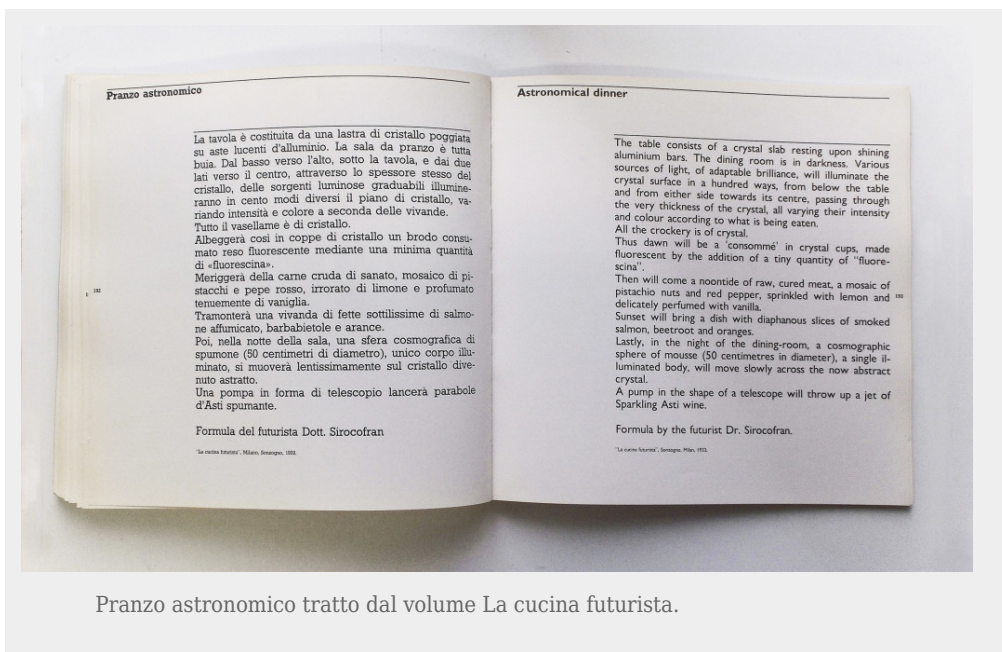 Pranzo astronomico
La tavola è costituita da una lastra di cristallo poggiata
su aste lucenti d'alluminio. La sala da pranzo è tutta
buia. Dal basso verso l'alto, sotto la tavola, e dai due
lati verso il centro, attraverso lo spessore stesso del
cristallo, delle sorgenti luminose graduabili illumine-
ranno in cento modi diversi il piano di cristallo, va-
riando intensità e colore a seconda delle vivande.
Tutto il vasellame è di cristallo.
Albeggerà così in coppe di cristallo un brodo consu-
mato reso fluorescente mediante una minima quantità
di «fluorescina».
Meriggerà della carne cruda di sanato, mosaico di pi-
stacchi e pepe rosso, irrorato di limone e profumato
tenuemente di vaniglia.
Tramonterà una vivanda di fette sottilissime di salmo-
ne affumicato, barbabietole e arance.
Poi, nella notte della sala, una sfera cosmografica di
spumone (50 centimetri di diametro), unico corpo illu-
minato, si muoverà lentissimamente sul cristallo dive-
nuto astratto.
Una pompa in forma di telescopio lancerà parabole
d'Asti spumante.
Formula del futurista Dott. Sirocofran
"La cucina futurista", Milano, Sonzogno, 1932.
Astronomical dinner
The table consists of a crystal slab resting upon shining
aluminium bars. The dining room is in darkness. Various
sources of light, of adaptable brilliance, will illuminate the
crystal surface in a hundred ways, from below the table
and from either side towards its centre, passing through
the very thickness of the crystal, all varying their intensity
and colour according to what is being eaten.
All the crockery is of crystal.
Thus dawn will be a 'consommé' in crystal cups, made
fluorescent by the addition of a tiny quantity of "fluore-
scina".
Then will come a noontide of raw, cured meat, a mosaic of
pistachio nuts and red pepper, sprinkled with lemon and
delicately perfumed with vanilla.
Sunset will bring a dish with diaphanous slices of smoked
salmon, beetroot and oranges.
Lastly, in the night of the dining-room, a cosmographic
sphere of mousse (50 centimetres in diameter), a single il-
luminated body, will move slowly across the now abstract
crystal.
A pump in the shape of a telescope will throw up a jet of
Sparkling Asti wine.
Formula by the futurist Dr. Sirocofran.
"La cucina futurista", Sonzogno, Milan, 1932.
Pranzo astronomico tratto dal volume La cucina futurista.